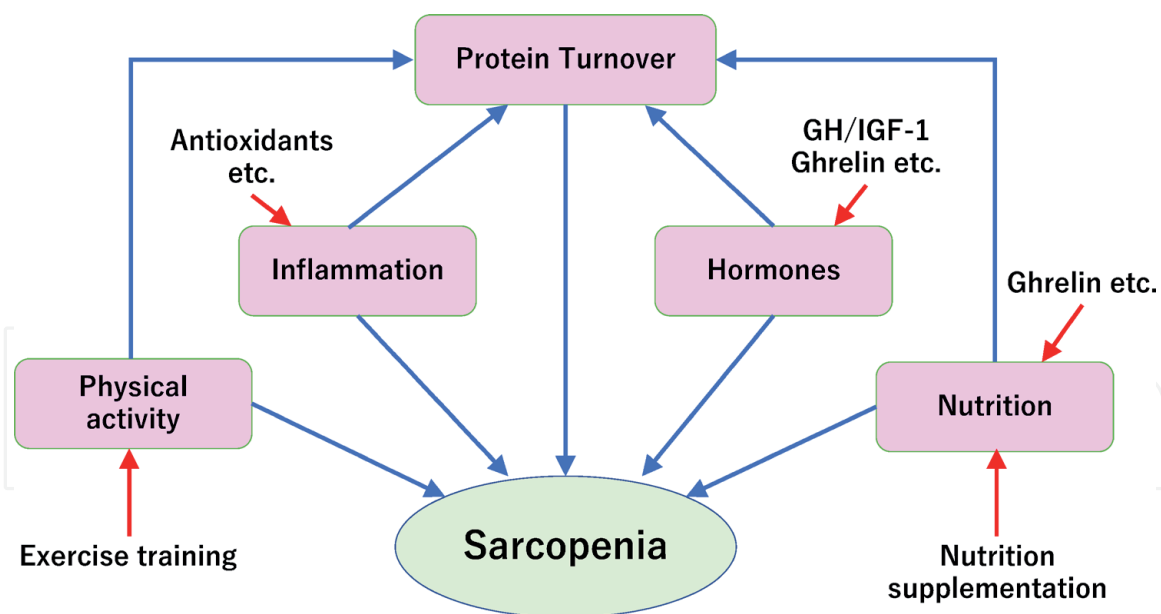 Protein Turnover
Antioxidants
etc.
GH/IGF-1
Ghrelin etc.
Inflammation
Hormones
Ghrelin etc.
Physical
activity
Nutrition
Sarcopenia
Exercise training
Nutrition
supplementation